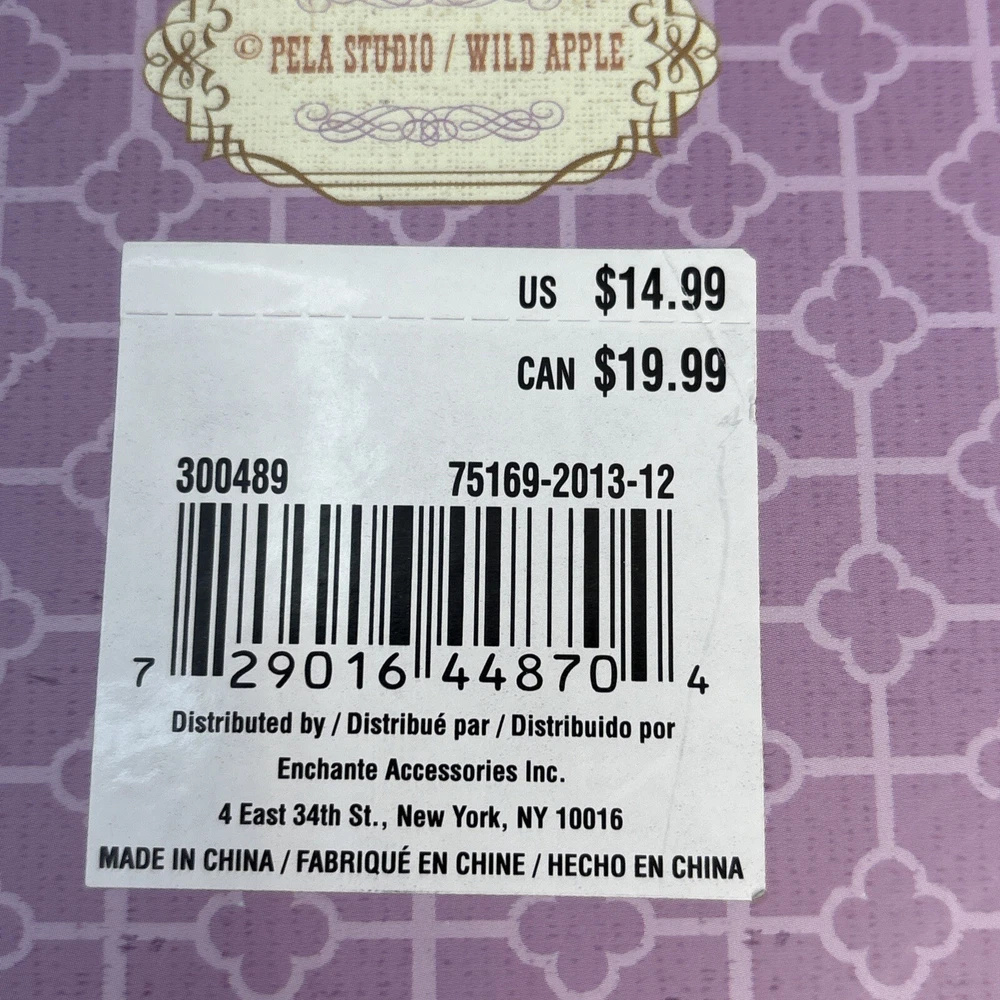 © PELA STUDIO / WILD APPLE
US $14.99
CAN $19.99
300489 75169-2013-12
7 29016 44870 4
Distributed by / Distribué par / Distribuido por
Enchante Accessories Inc.
4 East 34th St., New York, NY 10016
MADE IN CHINA / FABRIQUÉ EN CHINE / HECHO EN CHINA